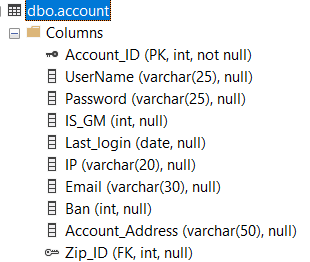 dbo.account
Columns
Account_ID (PK, int, not null)
UserName (varchar(25), null)
Password (varchar(25), null)
IS_GM (int, null)
Last_login (date, null)
IP (varchar(20), null)
Email (varchar(30), null)
Ban (int, null)
Account_Address (varchar(50), null)
Zip_ID (FK, int, null)